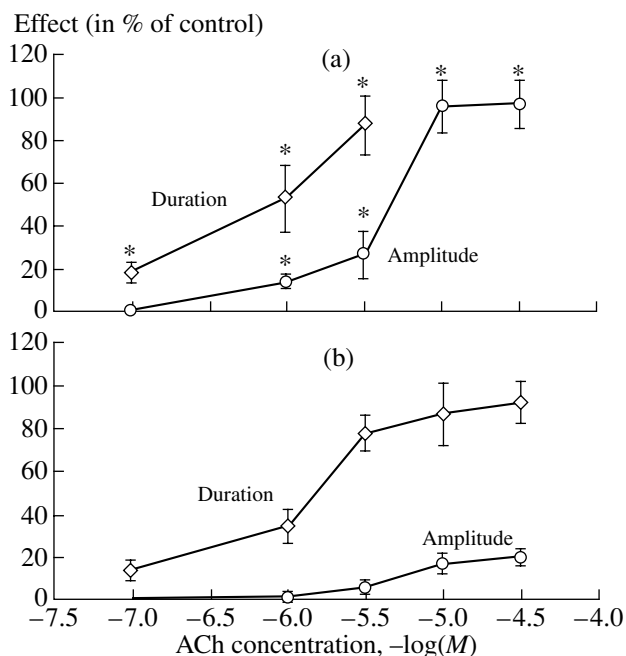 Effect (in % of control)
120
(a)
100
80
60
40
20
0
* * * * * * *
Duration
Amplitude
120
(b)
100
80
60
40
20
0
Duration
Amplitude
−7.5 −7.0 −6.5 −6.0 −5.5 −5.0 −4.5 −4.0
ACh concentration, −log(M)